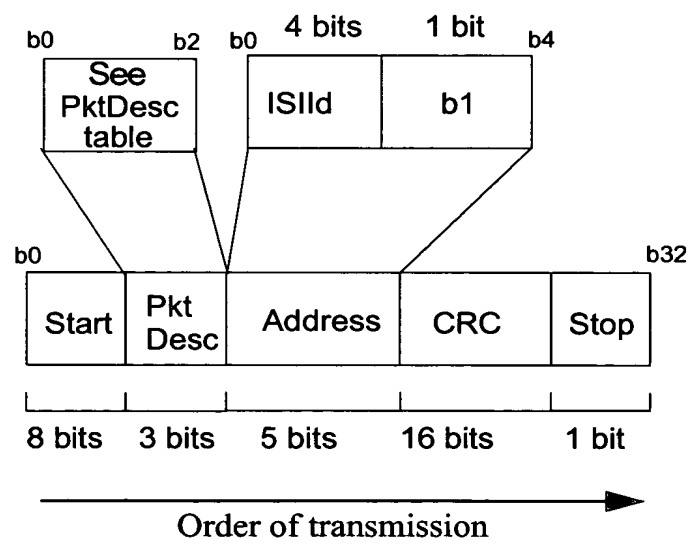 4 bits 1 bit
b0 b2 b0 b4
See
PktDesc
table
ISIId b1
b0 b32
Start Pkt
Desc Address CRC Stop
8 bits 3 bits 5 bits 16 bits 1 bit
Order of transmission